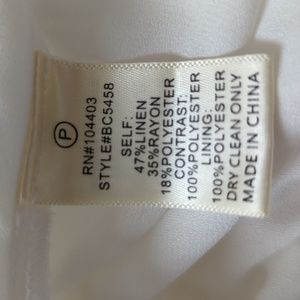 P
RN#104403
STYLE#BC5458
SELF:
47%LINEN
35%RAYON
18%POLYESTER
CONTRAST:
100%POLYESTER
LINING:
100%POLYESTER
DRY CLEAN ONLY
MADE IN CHINA